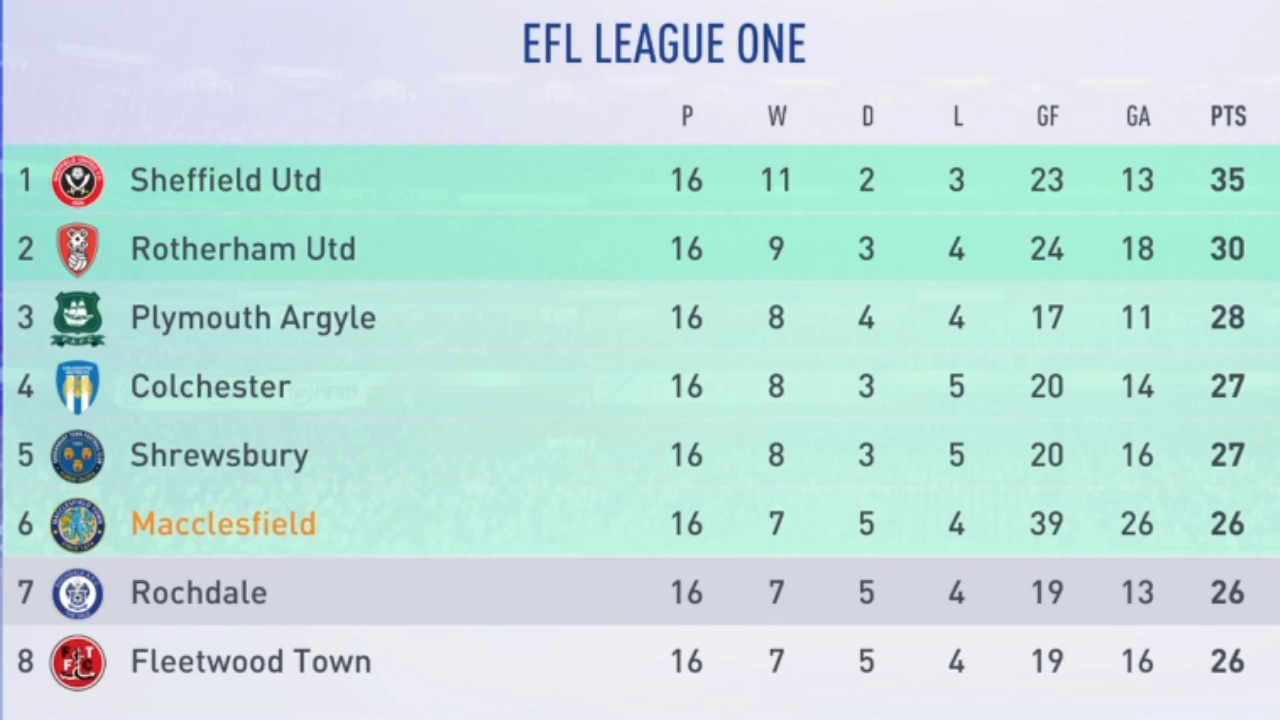 EFL LEAGUE ONE
P W D L GF GA PTS
1 Sheffield Utd 16 11 2 3 23 13 35
2 Rotherham Utd 16 9 3 4 24 18 30
3 Plymouth Argyle 16 8 4 4 17 11 28
4 Colchester 16 8 3 5 20 14 27
5 Shrewsbury 16 8 3 5 20 16 27
6 Macclesfield 16 7 5 4 39 26 26
7 Rochdale 16 7 5 4 19 13 26
8 Fleetwood Town 16 7 5 4 19 16 26